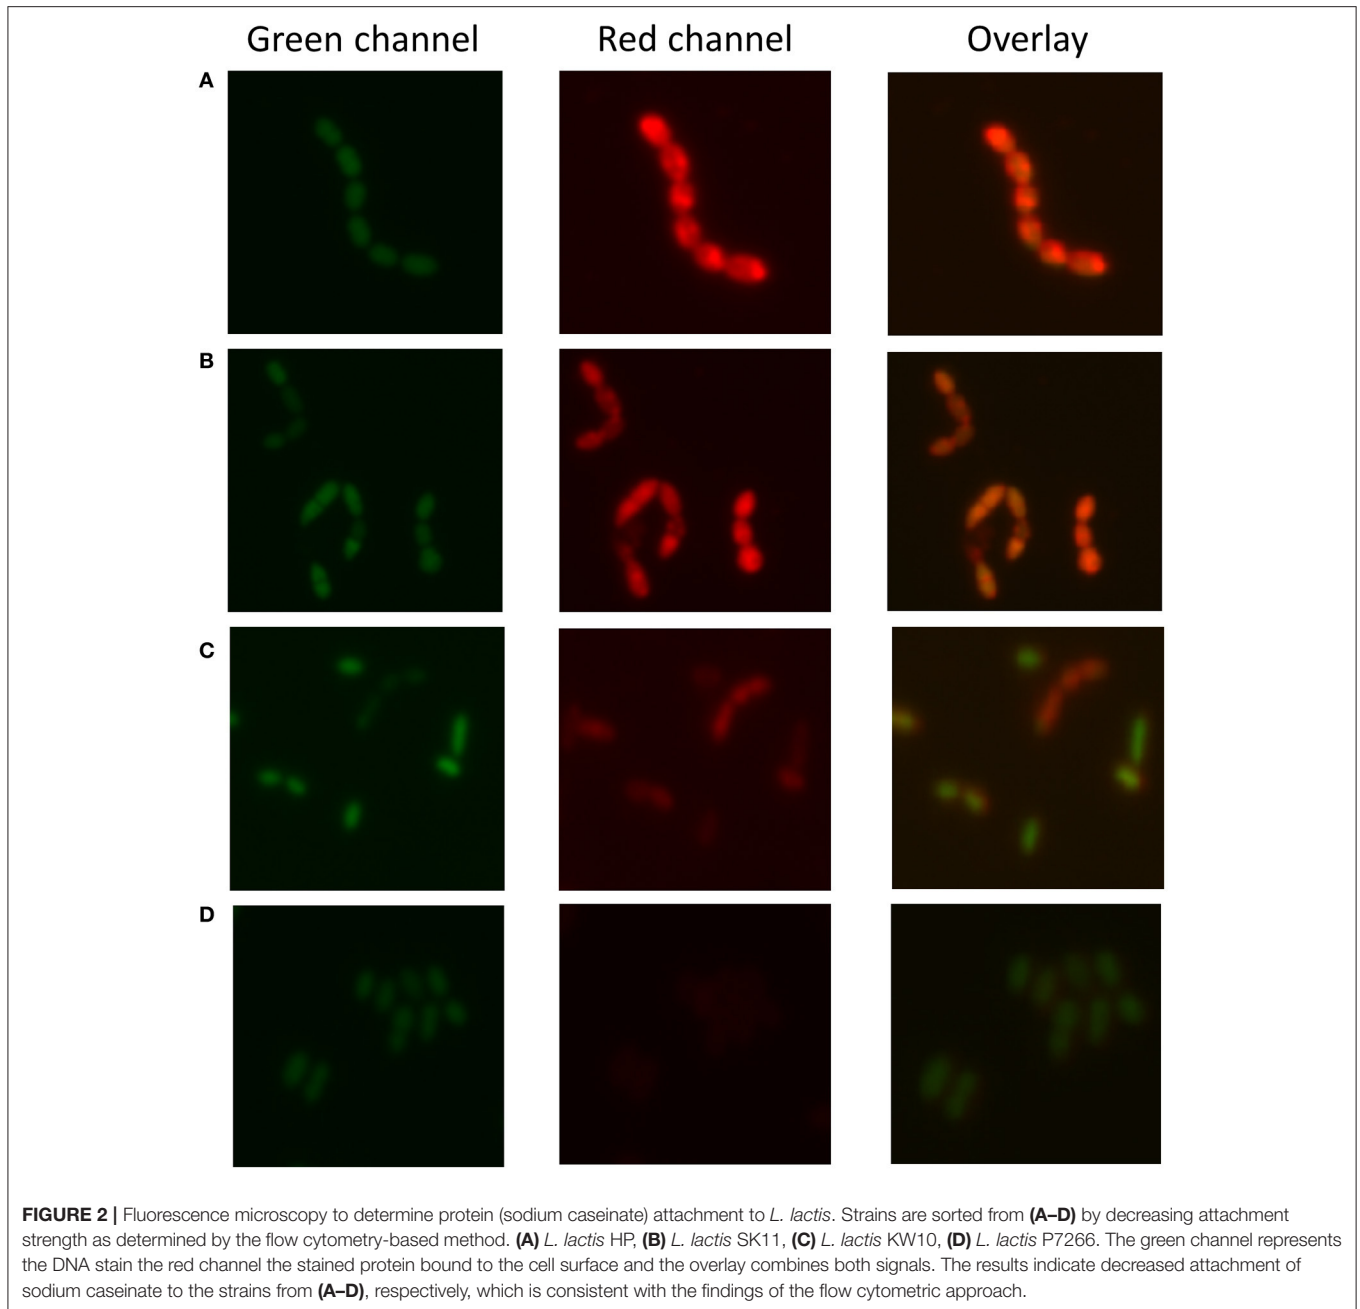 Green channel Red channel Overlay
A
B
C
D
FIGURE 2 | Fluorescence microscopy to determine protein (sodium caseinate) attachment to L. lactis. Strains are sorted from (A–D) by decreasing attachment
strength as determined by the flow cytometry-based method. (A) L. lactis HP, (B) L. lactis SK11, (C) L. lactis KW10, (D) L. lactis P7266. The green channel represents
the DNA stain the red channel the stained protein bound to the cell surface and the overlay combines both signals. The results indicate decreased attachment of
sodium caseinate to the strains from (A–D), respectively, which is consistent with the findings of the flow cytometric approach.